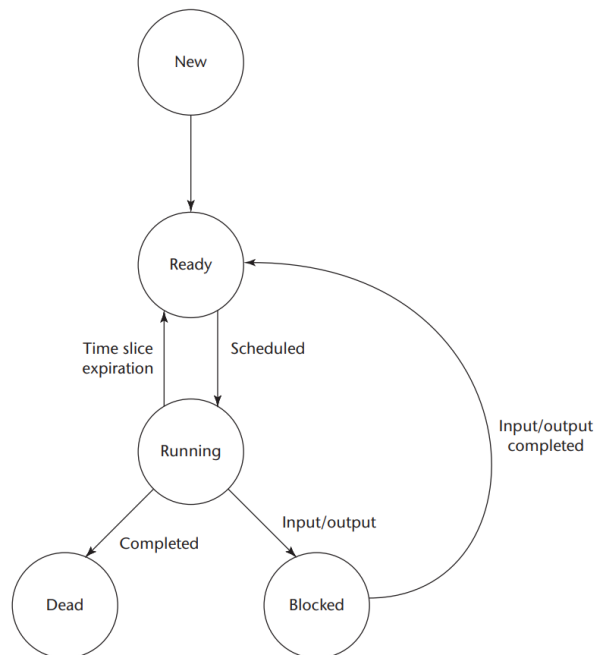 New
Ready
Time slice
expiration
Scheduled
Input/output
completed
Running
Input/output
Completed
Dead
Blocked